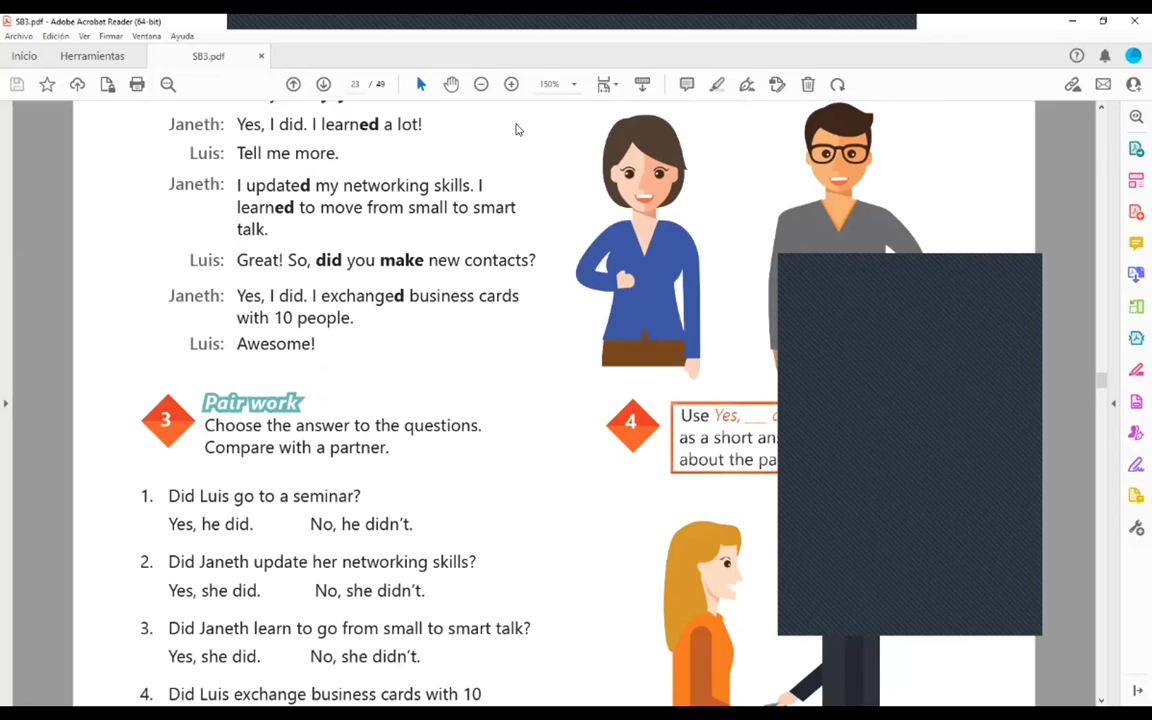 SB3.pdf - Adobe Acrobat Reader (64-bit)
Archivo Edición Ver Firmar Ventana Ayuda
Inicio Herramientas SB3.pdf ×
23 / 49 150%
Janeth: Yes, I did. I learned a lot!
Luis: Tell me more.
Janeth: I updated my networking skills. I
learned to move from small to smart
talk.
Luis: Great! So, did you make new contacts?
Janeth: Yes, I did. I exchanged business cards
with 10 people.
Luis: Awesome!
3 Pair work
Choose the answer to the questions.
Compare with a partner.
1. Did Luis go to a seminar?
Yes, he did. No, he didn't.
2. Did Janeth update her networking skills?
Yes, she did. No, she didn't.
3. Did Janeth learn to go from small to smart talk?
Yes, she did. No, she didn't.
4. Did Luis exchange business cards with 10
4 Use Yes, __
as a short
about the